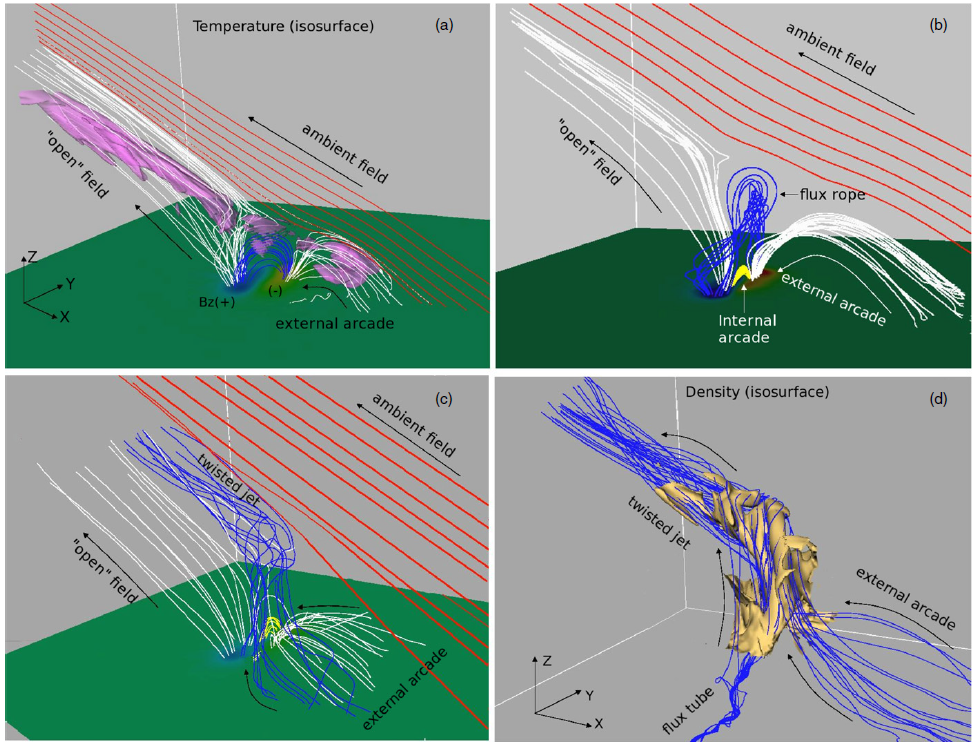 Temperature (isosurface)
(a)
ambient field
"open" field
Z
Y
X
Bz(+)
(-)
external arcade
(b)
ambient field
"open" field
flux rope
external arcade
Internal
arcade
(c)
ambient field
twisted jet
"open" field
external arcade
Density (isosurface)
(d)
twisted jet
external arcade
Z
Y
X
flux tube